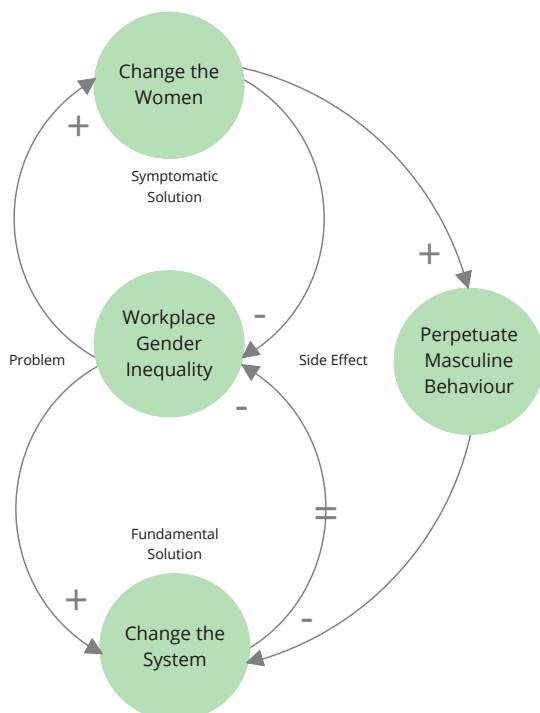 Change the
Women
+
Symptomatic
Solution
+
-
Workplace
Gender
Inequality
Problem
Side Effect
Perpetuate
Masculine
Behaviour
-
=
Fundamental
Solution
+
-
Change the
System